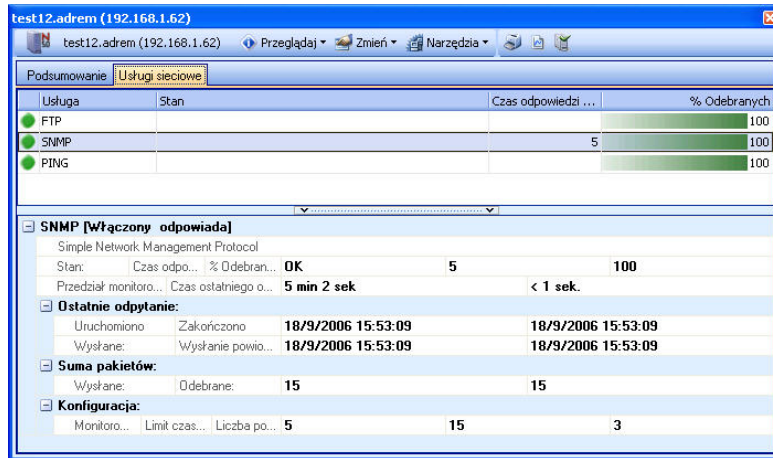 test12.adrem (192.168.1.62)
test12.adrem (192.168.1.62) Przeglądaj Zmień Narzędzia
Podsumowanie Usługi sieciowe
Usługa Stan Czas odpowiedzi ... % Odebranych
FTP 100
SNMP 5 100
PING 100
SNMP [Włączony odpowiada]
Simple Network Management Protocol
Stan: Czas odpo... % Odebran... OK 5 100
Przedział monitoro... Czas ostatniego o... 5 min 2 sek < 1 sek.
Ostatnie odpytanie:
Uruchomiono Zakończono 18/9/2006 15:53:09 18/9/2006 15:53:09
Wysłane: Wysłanie powio... 18/9/2006 15:53:09 18/9/2006 15:53:09
Suma pakietów:
Wysłane: Odebrane: 15 15
Konfiguracja:
Monitoro... Limit czas... Liczba po... 5 15 3